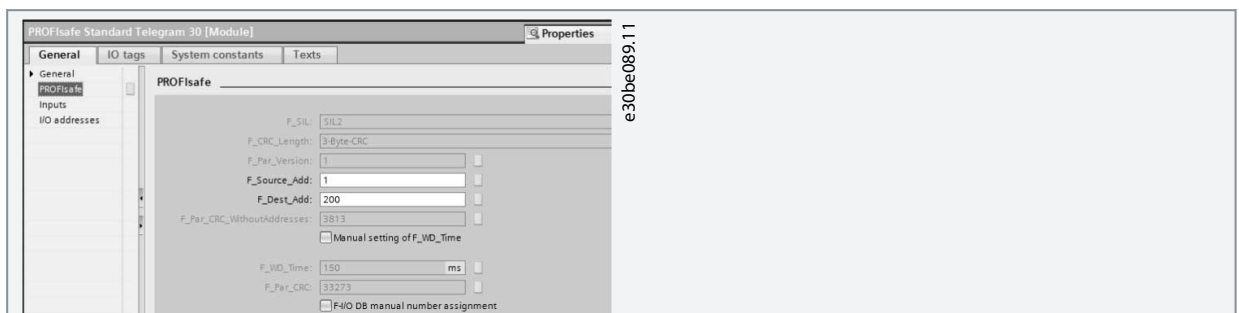 PROFIsafe Standard Telegram 30 [Module]
Properties
General IO tags System constants Texts
General
PROFIsafe
Inputs
I/O addresses
PROFIsafe
F_SIL: SIL2
F_CRC_Length: 3-Byte-CRC
F_Par_Version: 1
F_Source_Add: 1
F_Dest_Add: 200
F_Par_CRC_WithoutAddresses: 3813
Manual setting of F_WD_Time
F_WD_Time: 150 ms
F_Par_CRC: 33273
F-I/O DB manual number assignment
e30be089.11